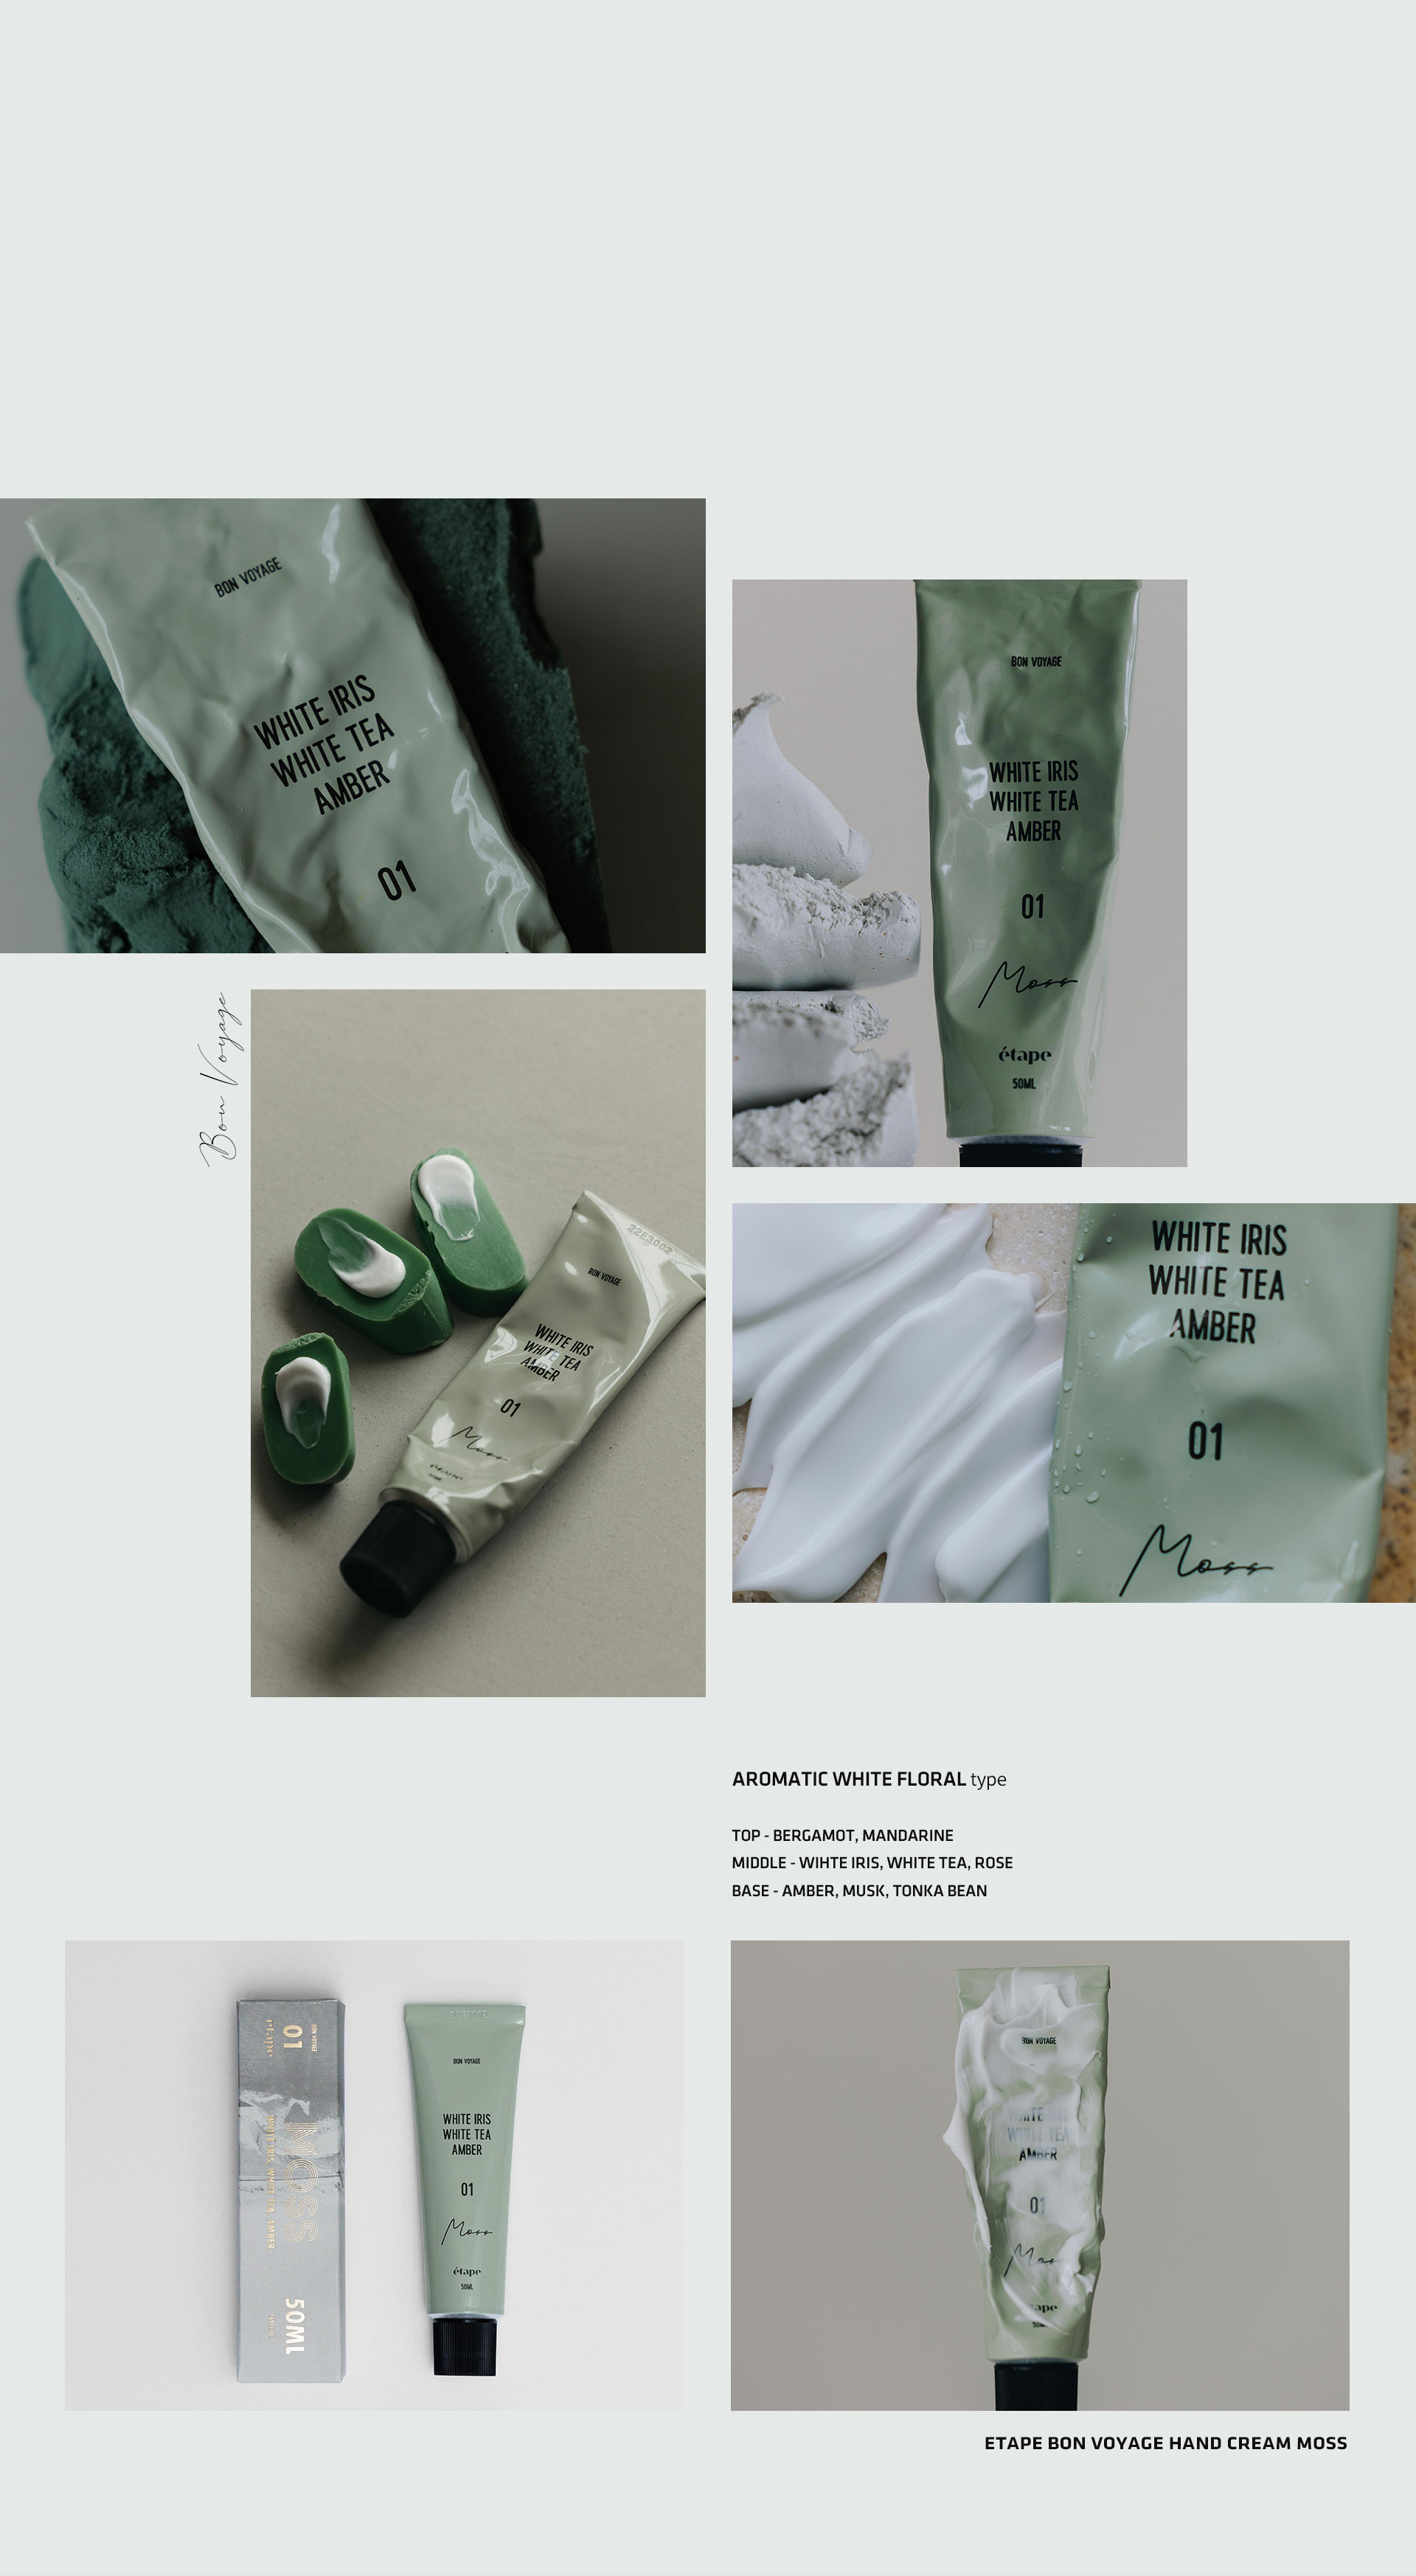 BON VOYAGE
WHITE IRIS
WHITE TEA
AMBER
01
BON VOYAGE
WHITE IRIS
WHITE TEA
AMBER
01
Moss
étape
50ML
Bon Voyage
22E3002
BON VOYAGE
WHITE IRIS
WHITE TEA
AMBER
01
Moss
étape
WHITE IRIS
WHITE TEA
AMBER
01
Moss
AROMATIC WHITE FLORAL type
TOP - BERGAMOT, MANDARINE
MIDDLE - WIHTE IRIS, WHITE TEA, ROSE
BASE - AMBER, MUSK, TONKA BEAN
BON VOYAGE
01
étape
MOSS
WHITE IRIS, WHITE TEA, AMBER
50ML
BON VOYAGE
WHITE IRIS
WHITE TEA
AMBER
01
Moss
étape
50ML
BON VOYAGE
WHITE TEA
AMBER
01
ETAPE BON VOYAGE HAND CREAM MOSS